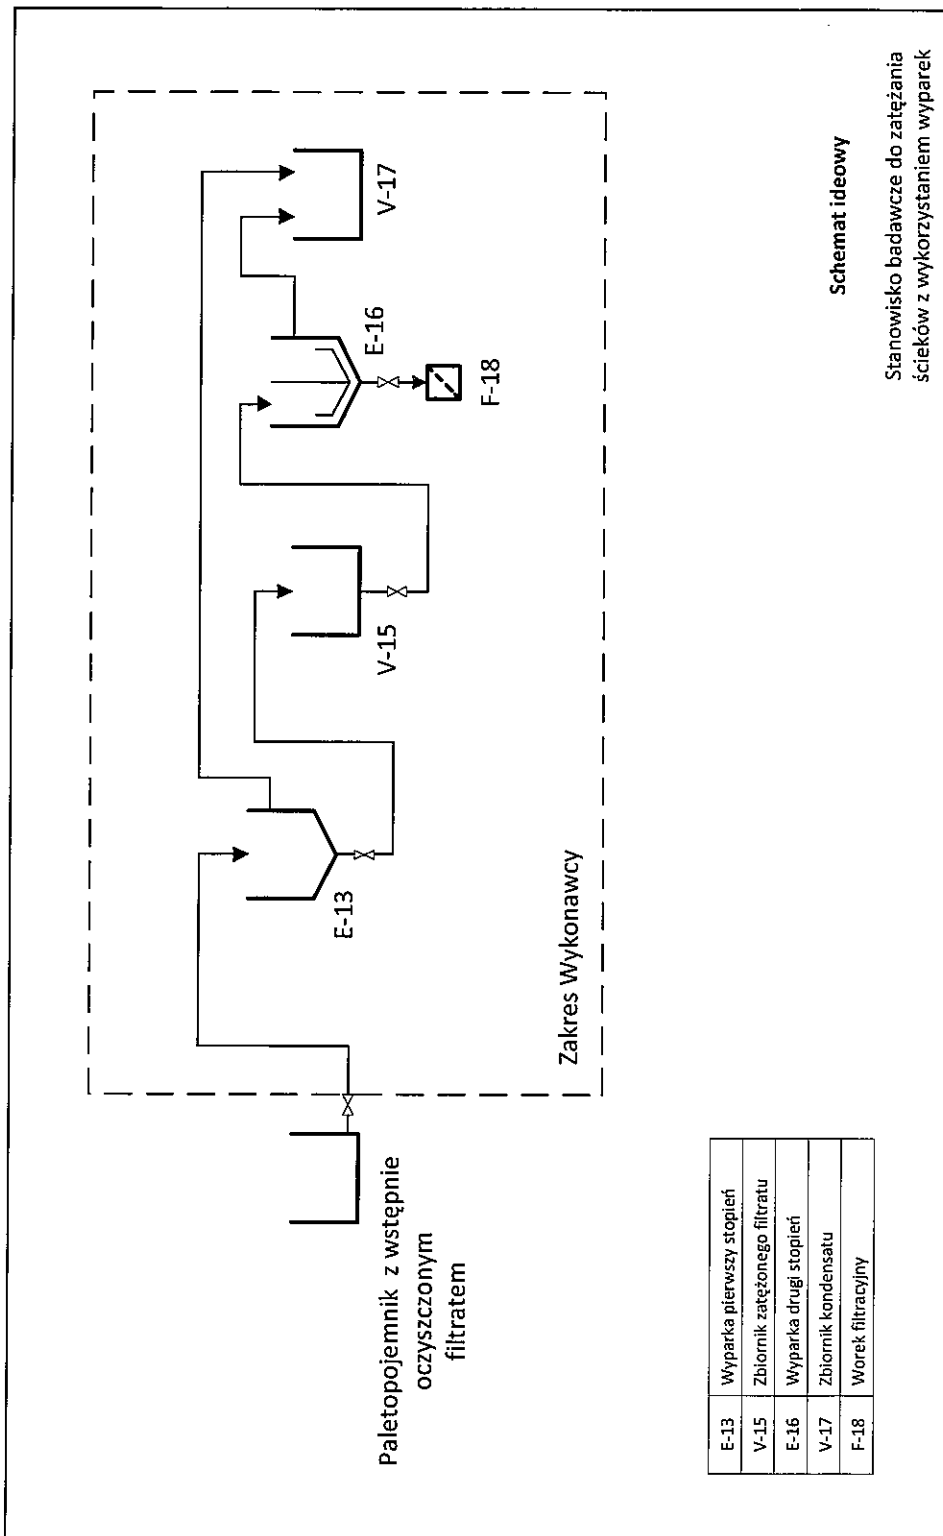 V-17
E-16
F-18
V-15
E-13
Zakres Wykonawcy
Paletopojemnik z wstępnie
oczyszczonym
filtratem
E-13 Wyparka pierwszy stopień
V-15 Zbiornik zatężonego filtratu
E-16 Wyparka drugi stopień
V-17 Zbiornik kondensatu
F-18 Worek filtracyjny
Schemat ideowy
Stanowisko badawcze do zatężania
ścieków z wykorzystaniem wyparek